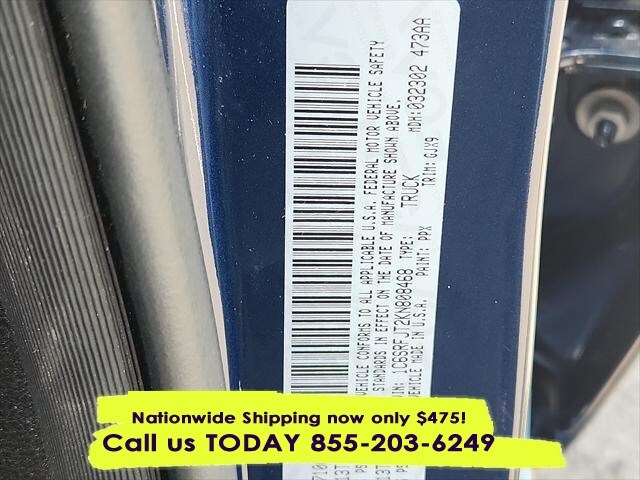 VEHICLE CONFORMS TO ALL APPLICABLE U.S.A. FEDERAL MOTOR VEHICLE SAFETY
STANDARDS IN EFFECT ON THE DATE OF MANUFACTURE SHOWN ABOVE.
VIN: 1C6SRFJT2KN808468 TYPE: TRUCK MDH:032302 473AA
VEHICLE MADE IN U.S.A. PAINT: PPX TRIM: GJX9
Nationwide Shipping now only $475!
Call us TODAY 855-203-6249